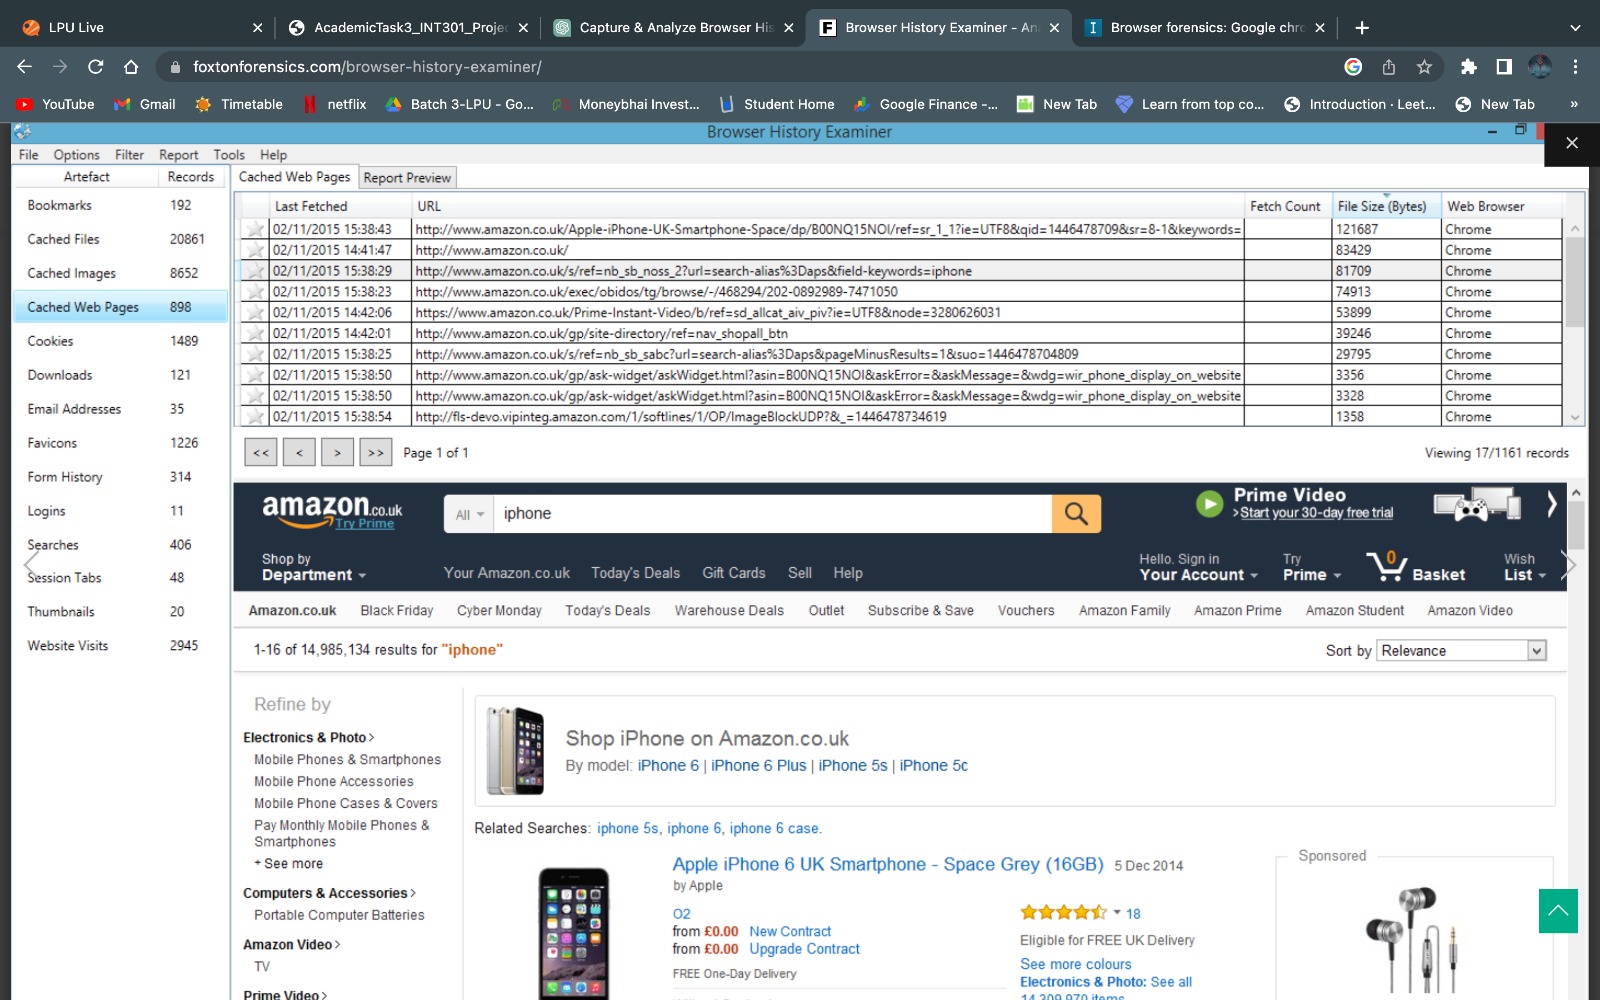 LPU Live
AcademicTask3_INT301_Proje
Capture & Analyze Browser His
Browser History Examiner - An
Browser forensics: Google chro
foxtonforensics.com/browser-history-examiner/
YouTube
Gmail
Timetable
netflix
Batch 3-LPU - Go...
Moneybhai Invest...
Student Home
Google Finance -...
New Tab
Learn from top co...
Introduction · Leet...
New Tab
»
Browser History Examiner
File Options Filter Report Tools Help
Artefact Records
Bookmarks 192
Cached Files 20861
Cached Images 8652
Cached Web Pages 898
Cookies 1489
Downloads 121
Email Addresses 35
Favicons 1226
Form History 314
Logins 11
Searches 406
Session Tabs 48
Thumbnails 20
Website Visits 2945
Cached Web Pages Report Preview
Last Fetched URL Fetch Count File Size (Bytes) Web Browser
02/11/2015 15:38:43 http://www.amazon.co.uk/Apple-iPhone-UK-Smartphone-Space/dp/B00NQ15NOI/ref=sr_1_1?ie=UTF8&qid=1446478709&sr=8-1&keywords= 121687 Chrome
02/11/2015 14:41:47 http://www.amazon.co.uk/ 83429 Chrome
02/11/2015 15:38:29 http://www.amazon.co.uk/s/ref=nb_sb_noss_2?url=search-alias%3Daps&field-keywords=iphone 81709 Chrome
02/11/2015 15:38:23 http://www.amazon.co.uk/exec/obidos/tg/browse/-/468294/202-0892989-7471050 74913 Chrome
02/11/2015 14:42:06 https://www.amazon.co.uk/Prime-Instant-Video/b/ref=sd_allcat_aiv_piv?ie=UTF8&node=3280626031 53899 Chrome
02/11/2015 14:42:01 http://www.amazon.co.uk/gp/site-directory/ref=nav_shopall_btn 39246 Chrome
02/11/2015 15:38:25 http://www.amazon.co.uk/s/ref=nb_sb_sabc?url=search-alias%3Daps&pageMinusResults=1&suo=1446478704809 29795 Chrome
02/11/2015 15:38:50 http://www.amazon.co.uk/gp/ask-widget/askWidget.html?asin=B00NQ15NOI&askError=&askMessage=&wdg=wir_phone_display_on_website 3356 Chrome
02/11/2015 15:38:50 http://www.amazon.co.uk/gp/ask-widget/askWidget.html?asin=B00NQ15NOI&askError=&askMessage=&wdg=wir_phone_display_on_website 3328 Chrome
02/11/2015 15:38:54 http://fls-devo.vipinteg.amazon.com/1/softlines/1/OP/ImageBlockUDP?&_=1446478734619 1358 Chrome
<< < > >> Page 1 of 1 Viewing 17/1161 records
amazon.co.uk
Try Prime
All iphone
Prime Video
>Start your 30-day free trial
Shop by
Department
Your Amazon.co.uk Today's Deals Gift Cards Sell Help
Hello. Sign in
Your Account
Try
Prime
0
Basket
Wish
List
Amazon.co.uk Black Friday Cyber Monday Today's Deals Warehouse Deals Outlet Subscribe & Save Vouchers Amazon Family Amazon Prime Amazon Student Amazon Video
1-16 of 14,985,134 results for "iphone"
Sort by Relevance
Refine by
Electronics & Photo>
Mobile Phones & Smartphones
Mobile Phone Accessories
Mobile Phone Cases & Covers
Pay Monthly Mobile Phones &
Smartphones
+ See more
Computers & Accessories>
Portable Computer Batteries
Amazon Video>
TV
Prime Video>
Shop iPhone on Amazon.co.uk
By model: iPhone 6 | iPhone 6 Plus | iPhone 5s | iPhone 5c
Related Searches: iphone 5s, iphone 6, iphone 6 case.
Apple iPhone 6 UK Smartphone - Space Grey (16GB) 5 Dec 2014
by Apple
O2
from £0.00 New Contract
from £0.00 Upgrade Contract
FREE One-Day Delivery
18
Eligible for FREE UK Delivery
See more colours
Electronics & Photo: See all
14,309,970 items
Sponsored